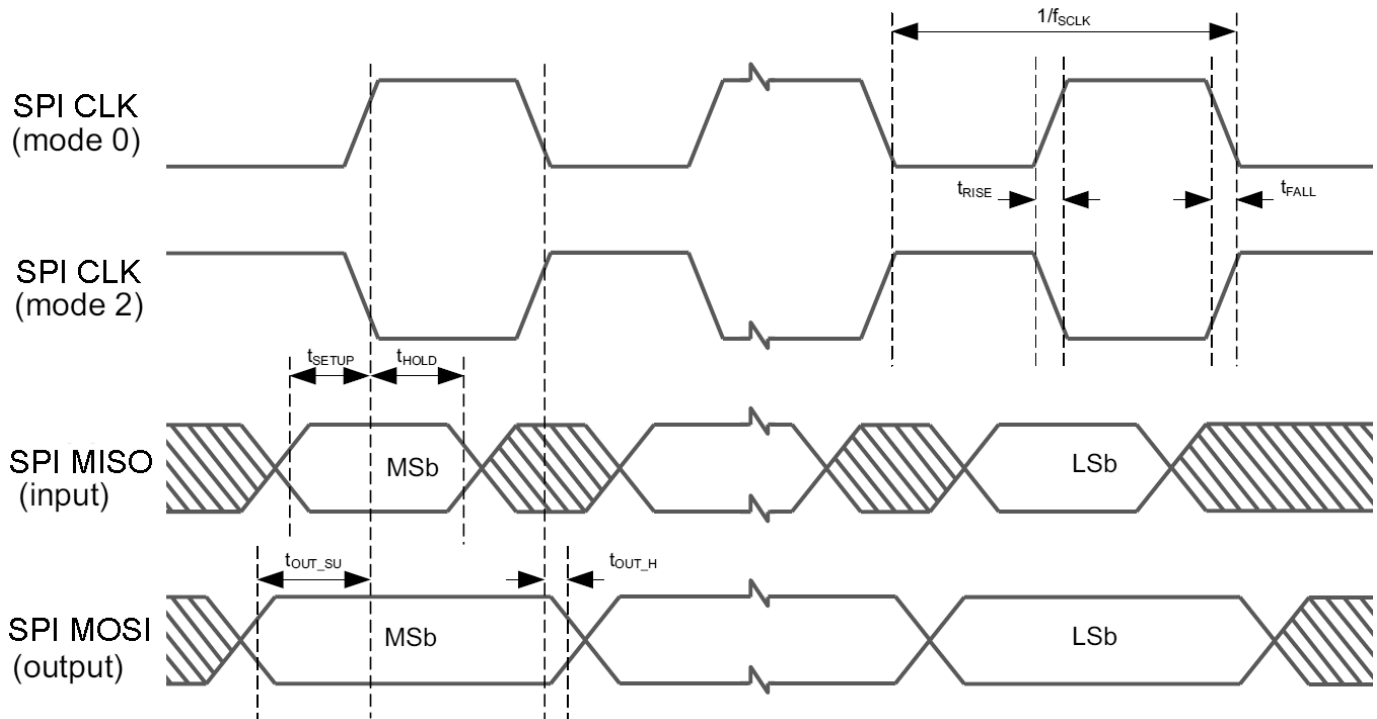 1/fSCLK
SPI CLK
(mode 0)
tRISE
tFALL
SPI CLK
(mode 2)
tSETUP
tHOLD
SPI MISO
(input)
MSb
LSb
tOUT_SU
tOUT_H
SPI MOSI
(output)
MSb
LSb